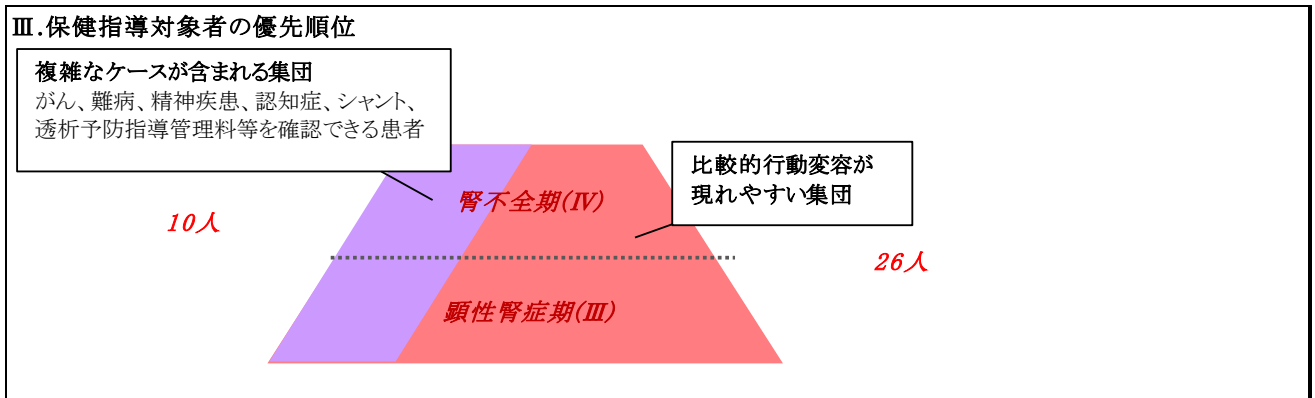 Ⅲ.保健指導対象者の優先順位
複雑なケースが含まれる集団
がん、難病、精神疾患、認知症、シャント、
透析予防指導管理料等を確認できる患者
比較的行動変容が
現れやすい集団
腎不全期(Ⅳ)
10人
26人
顕性腎症期(Ⅲ)